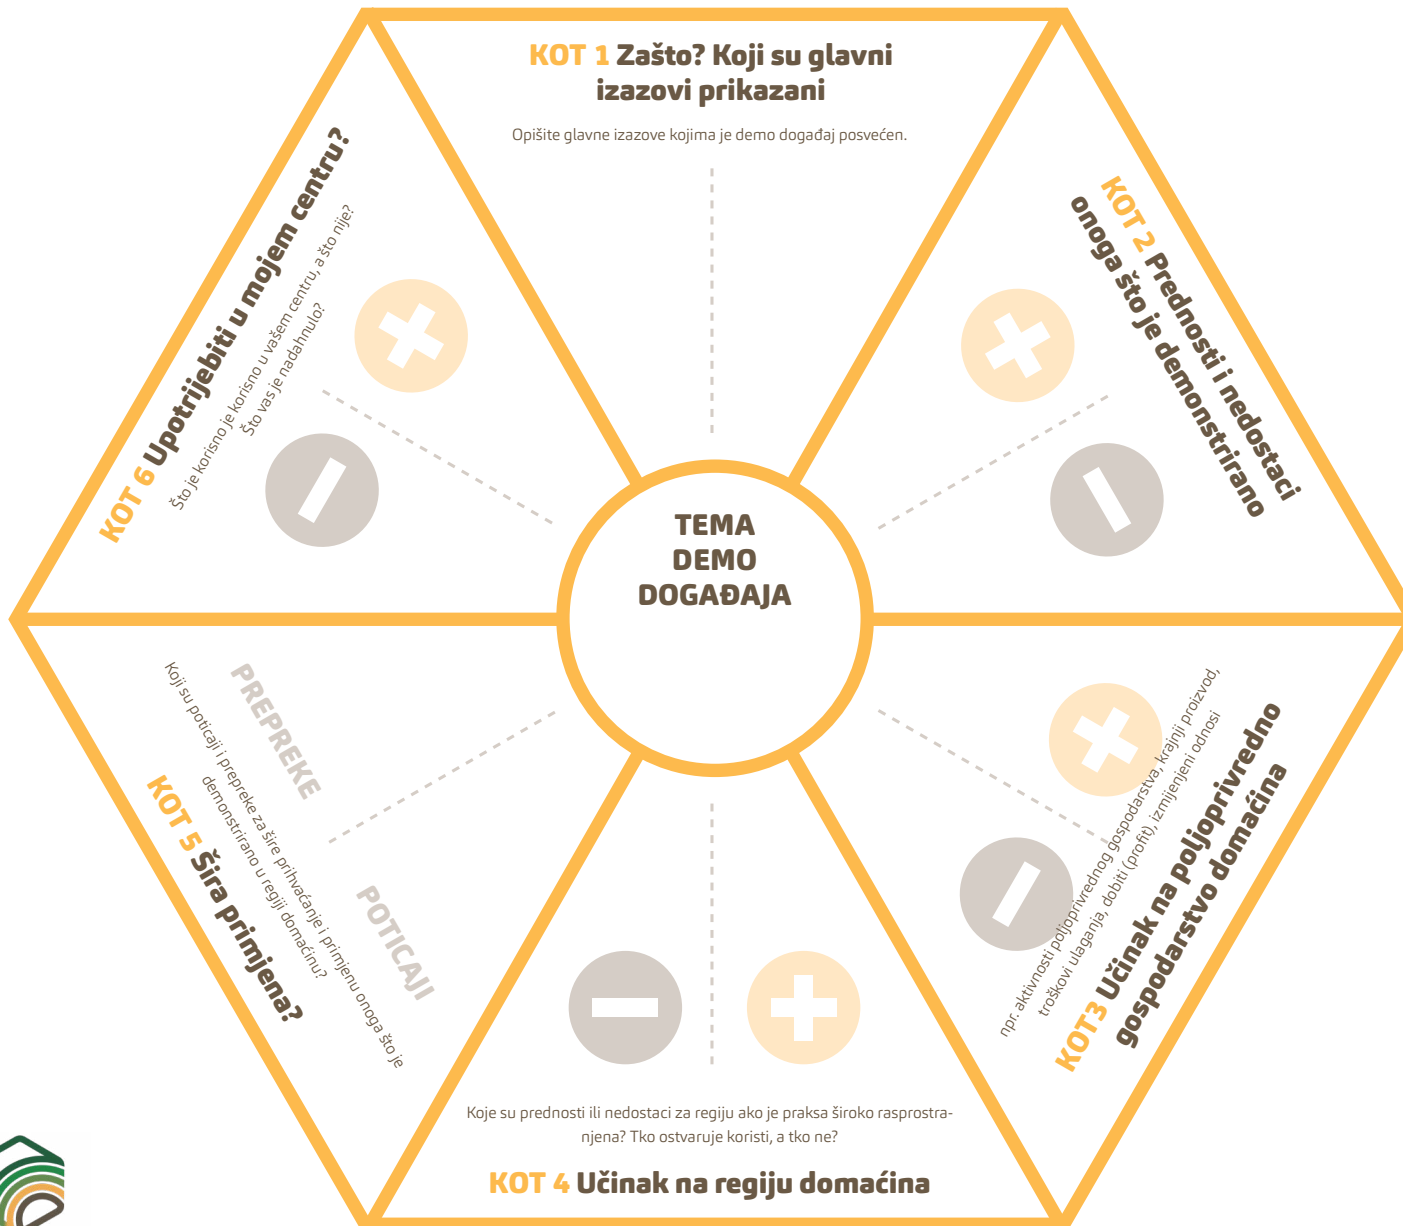 KOT 1 Zašto? Koji su glavni
izazovi prikazani
Opišite glavne izazove kojima je demo događaj posvećen.
KOT 2 Prednosti i nedostaci
onoga što je demonstrirano
KOT 6 Upotrijebiti u mojem centru?
Što je korisno je korisno u vašem centru, a što nije?
Što vas je nadahnulo?
TEMA
DEMO
DOGAĐAJA
npr. aktivnosti poljoprivrednog gospodarstva, krajnji proizvod,
troškovi ulaganja, dobiti (profit), izmijenjeni odnosi
KOT3 Učinak na poljoprivredno
gospodarstvo domaćina
PREPREKE
POTICAJI
Koji su poticaji i prepreke za šire prihvaćanje i primjenu onoga što je
demonstrirano u regiji domaćinu?
KOT 5 Šira primjena?
Koje su prednosti ili nedostaci za regiju ako je praksa široko rasprostra-
njena? Tko ostvaruje koristi, a tko ne?
KOT 4 Učinak na regiju domaćina